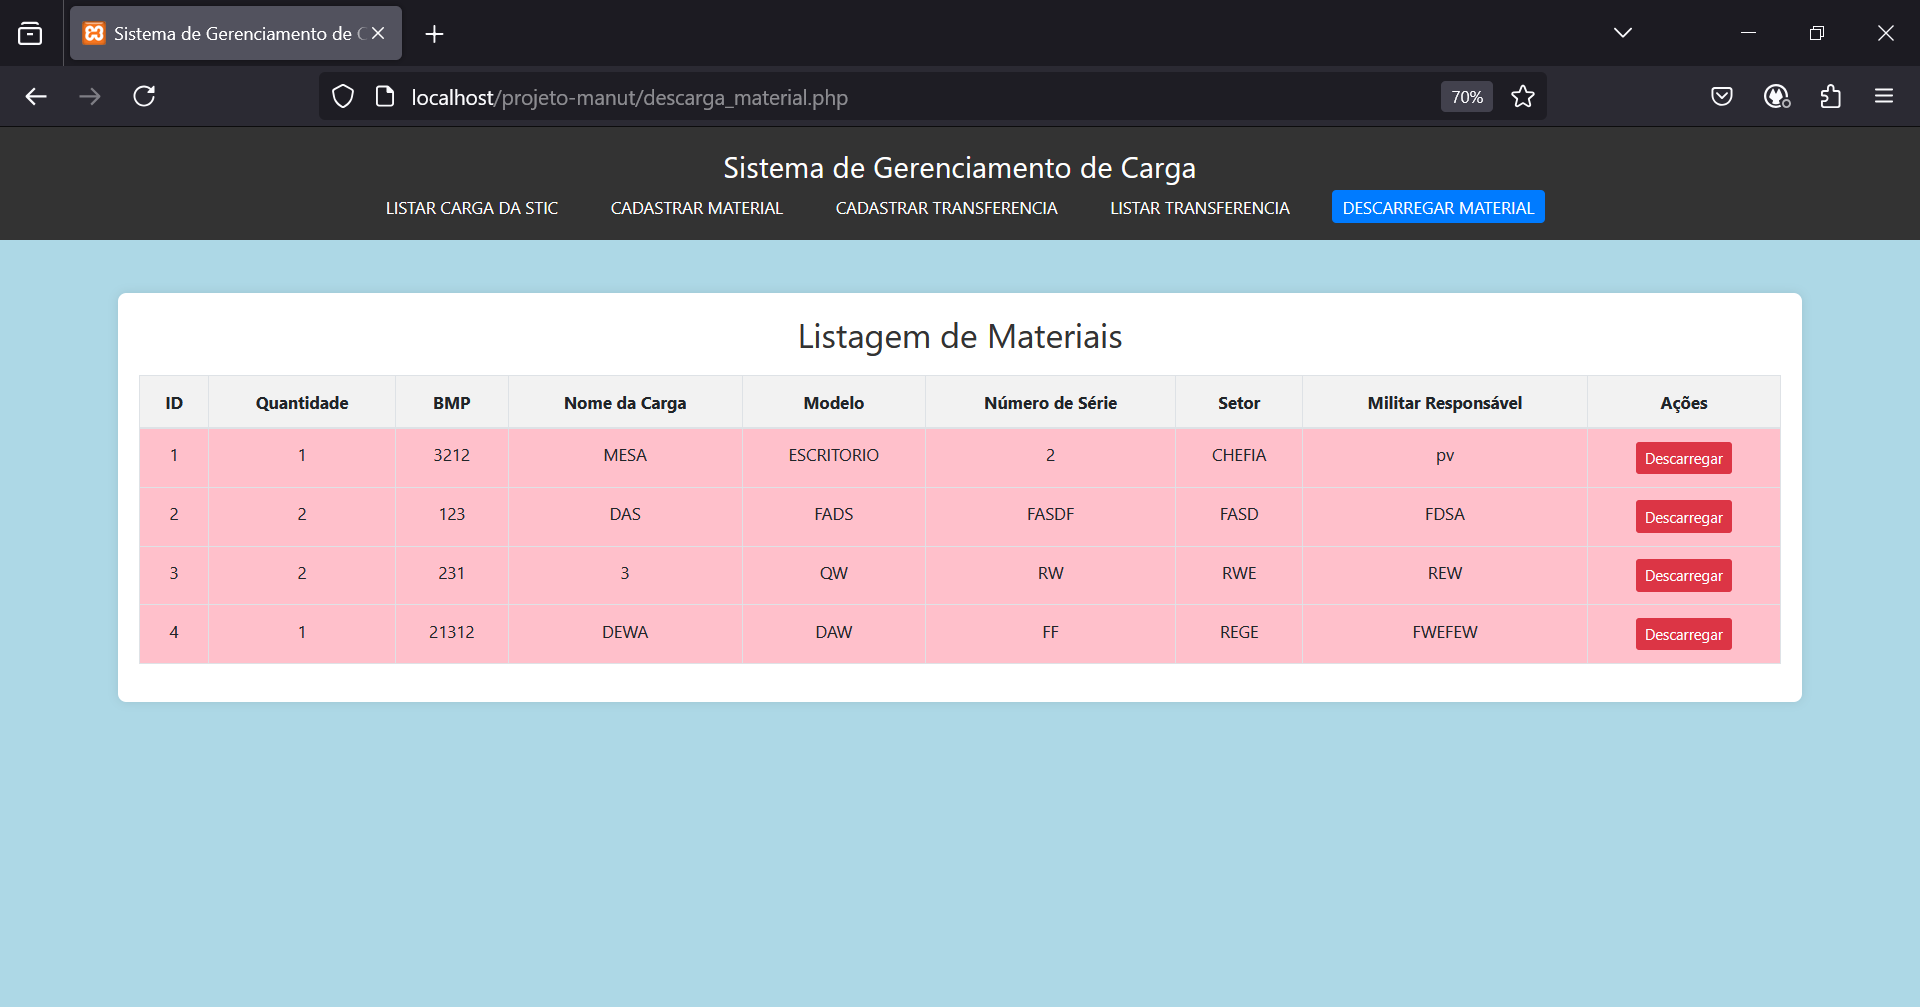 Sistema de Gerenciamento de C
localhost/projeto-manut/descarga_material.php 70%
Sistema de Gerenciamento de Carga
LISTAR CARGA DA STIC CADASTRAR MATERIAL CADASTRAR TRANSFERENCIA LISTAR TRANSFERENCIA DESCARREGAR MATERIAL
Listagem de Materiais
ID Quantidade BMP Nome da Carga Modelo Número de Série Setor Militar Responsável Ações
1 1 3212 MESA ESCRITORIO 2 CHEFIA pv Descarregar
2 2 123 DAS FADS FASDF FASD FDSA Descarregar
3 2 231 3 QW RW RWE REW Descarregar
4 1 21312 DEWA DAW FF REGE FWEFEW Descarregar